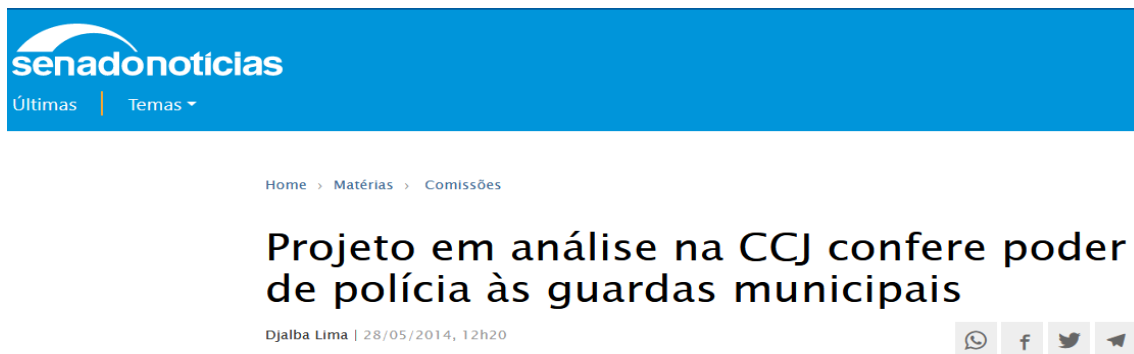 senadonotícias
Últimas | Temas
Home › Matérias › Comissões
Projeto em análise na CCJ confere poder
de polícia às guardas municipais
Djalba Lima | 28/05/2014, 12h20